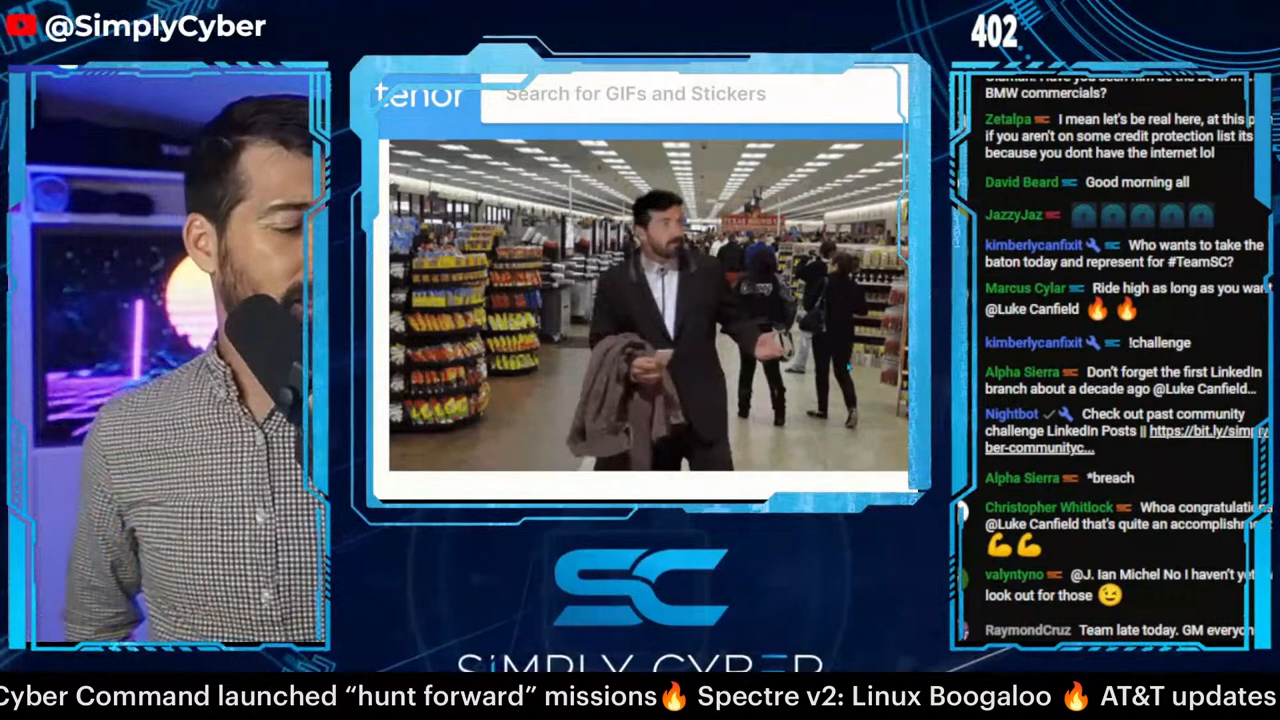 @SimplyCyber
402
tenor
Search for GIFs and Stickers
BMW commercials?
Zetalpa I mean let's be real here, at this
if you aren't on some credit protection list its
because you dont have the internet lol
David Beard Good morning all
JazzyJaz
kimberlycanfixit Who wants to take the
baton today and represent for #TeamSC?
Marcus Cylar Ride high as long as you want
@Luke Canfield 🔥 🔥
kimberlycanfixit !challenge
Alpha Sierra Don't forget the first LinkedIn
branch about a decade ago @Luke Canfield...
Nightbot Check out past community
challenge LinkedIn Posts || https://bit.ly/simply
ber-communityc...
Alpha Sierra *breach
Christopher Whitlock Whoa congratulations
@Luke Canfield that's quite an accomplishme
💪💪
valyntyno @J. Ian Michel No I haven't yet
look out for those 😉
RaymondCruz Team late today. GM everyon
SC
SIMPLY CYBER
Cyber Command launched “hunt forward” missions🔥 Spectre v2: Linux Boogaloo 🔥 AT&T updates